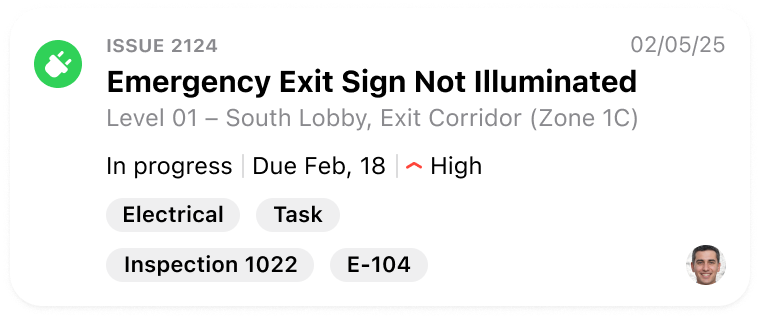 ISSUE 2124 02/05/25
Emergency Exit Sign Not Illuminated
Level 01 – South Lobby, Exit Corridor (Zone 1C)
In progress | Due Feb, 18 | High
Electrical Task
Inspection 1022 E-104